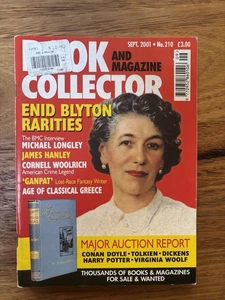 BOOK
AND
MAGAZINE
SEPT. 2001 • No.210 £3.00
COLLECTOR
ENID BLYTON
RARITIES
The BMC Interview
MICHAEL LONGLEY
JAMES HANLEY
CORNELL WOOLRICH
American Crime Legend
'GANPAT' Lost-Race Fantasy Writer
AGE OF CLASSICAL GREECE
MAJOR AUCTION REPORT
CONAN DOYLE • TOLKIEN • DICKENS
HARRY POTTER • VIRGINIA WOOLF
THOUSANDS OF BOOKS & MAGAZINES
FOR SALE & WANTED